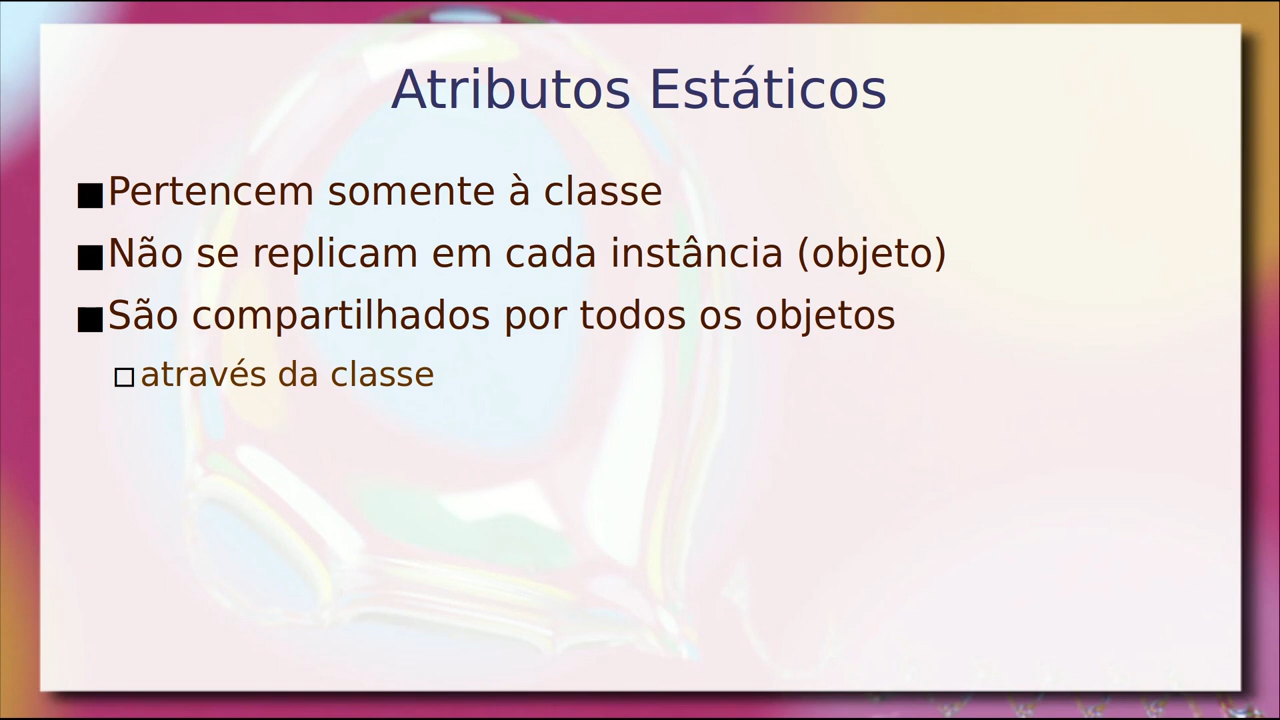 Atributos Estáticos
Pertencem somente à classe
Não se replicam em cada instância (objeto)
São compartilhados por todos os objetos
através da classe